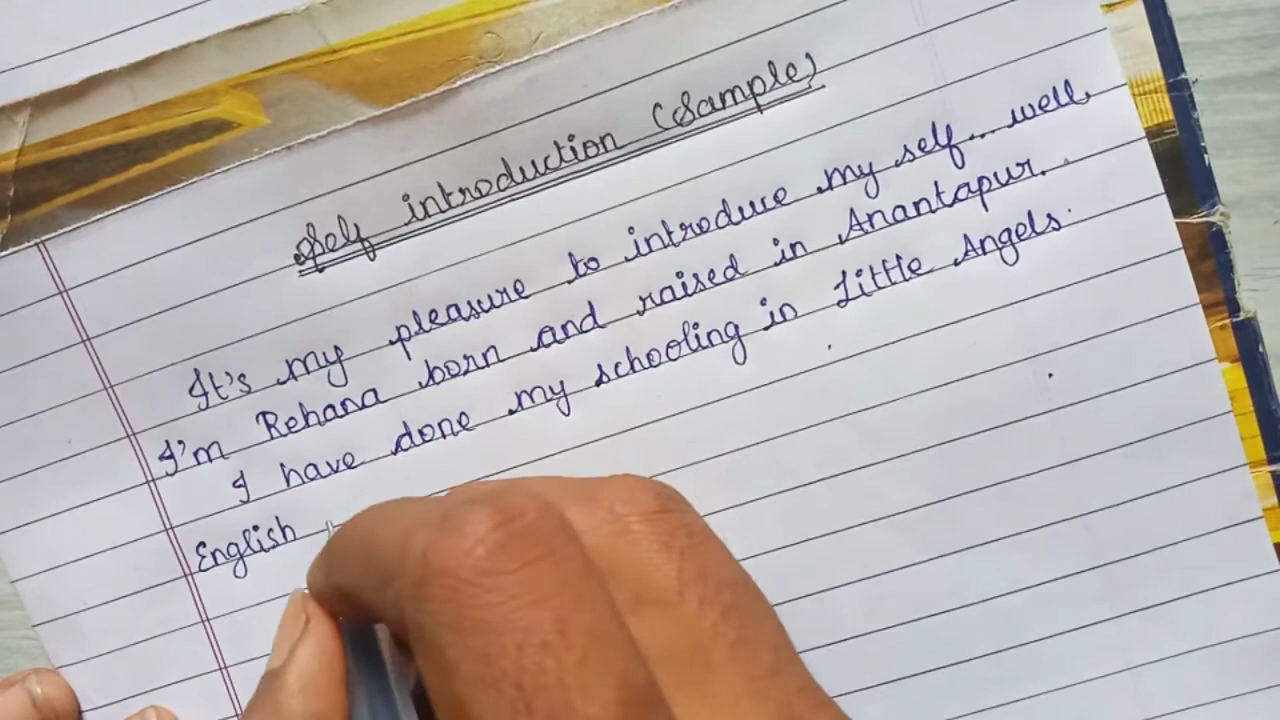 Self introduction (Sample)
It's my pleasure to introduce my self... well
I'm Rehana born and raised in Anantapur.
I have done my schooling in Little Angels.
English